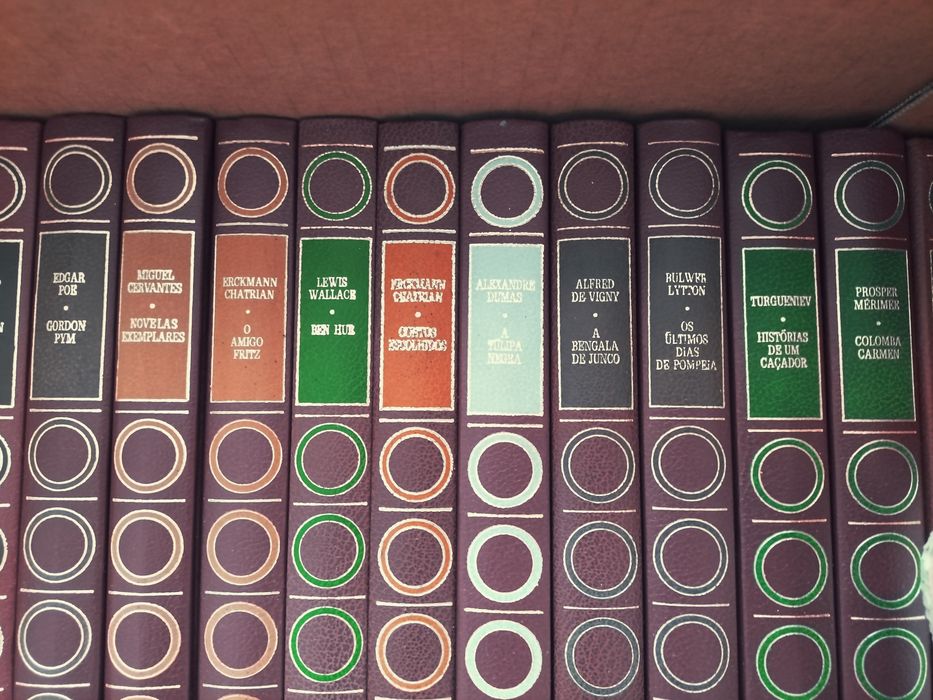 EDGAR
POE
GORDON
PYM
MIGUEL
CERVANTES
NOVELAS
EXEMPLARES
ERCKMANN
CHATRIAN
O
AMIGO
FRITZ
LEWIS
WALLACE
BEN HUR
ERCKMANN
CHATRIAN
CONTOS
ESCOLHIDOS
ALEXANDRE
DUMAS
A
TULIPA
NEGRA
ALFRED
DE VIGNY
A
BENGALA
DE JUNCO
BULWER
LYTTON
OS
ÚLTIMOS
DIAS
DE POMPEIA
TURGUENIEV
HISTÓRIAS
DE UM
CAÇADOR
PROSPER
MÉRIMÉE
COLOMBA
CARMEN